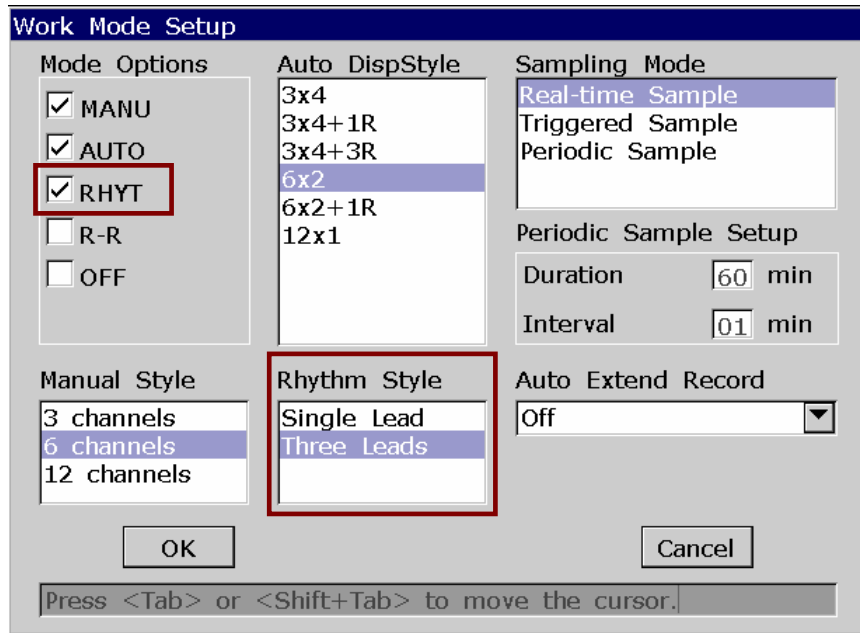 Work Mode Setup
Mode Options
MANU
AUTO
RHYT
R-R
OFF
Auto DispStyle
3x4
3x4+1R
3x4+3R
6x2
6x2+1R
12x1
Sampling Mode
Real-time Sample
Triggered Sample
Periodic Sample
Periodic Sample Setup
Duration 60 min
Interval 01 min
Manual Style
3 channels
6 channels
12 channels
Rhythm Style
Single Lead
Three Leads
Auto Extend Record
Off
OK
Cancel
Press <Tab> or <Shift+Tab> to move the cursor.